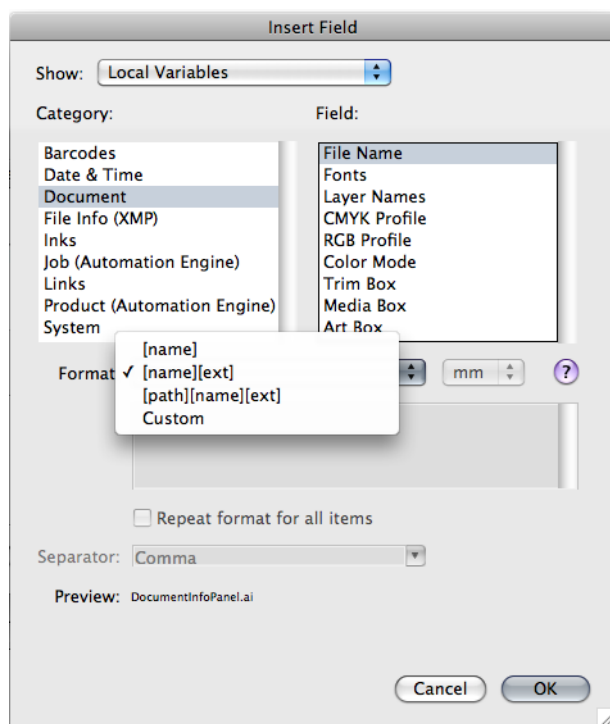 Insert Field
Show: Local Variables
Category: Field:
Barcodes
Date & Time
Document
File Info (XMP)
Inks
Job (Automation Engine)
Links
Product (Automation Engine)
System
File Name
Fonts
Layer Names
CMYK Profile
RGB Profile
Color Mode
Trim Box
Media Box
Art Box
Format ✓ [name][ext] mm ?
[name]
[path][name][ext]
Custom
Repeat format for all items
Separator: Comma
Preview: DocumentInfoPanel.ai
Cancel OK